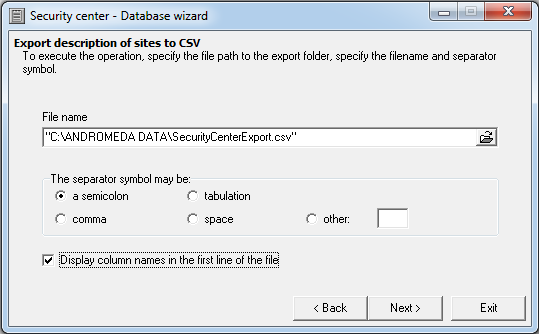 Security center - Database wizard
Export description of sites to CSV
To execute the operation, specify the file path to the export folder, specify the filename and separator
symbol.
File name
"C:\ANDROMEDA DATA\SecurityCenterExport.csv"
The separator symbol may be:
a semicolon
tabulation
comma
space
other:
Display column names in the first line of the file
< Back
Next >
Exit